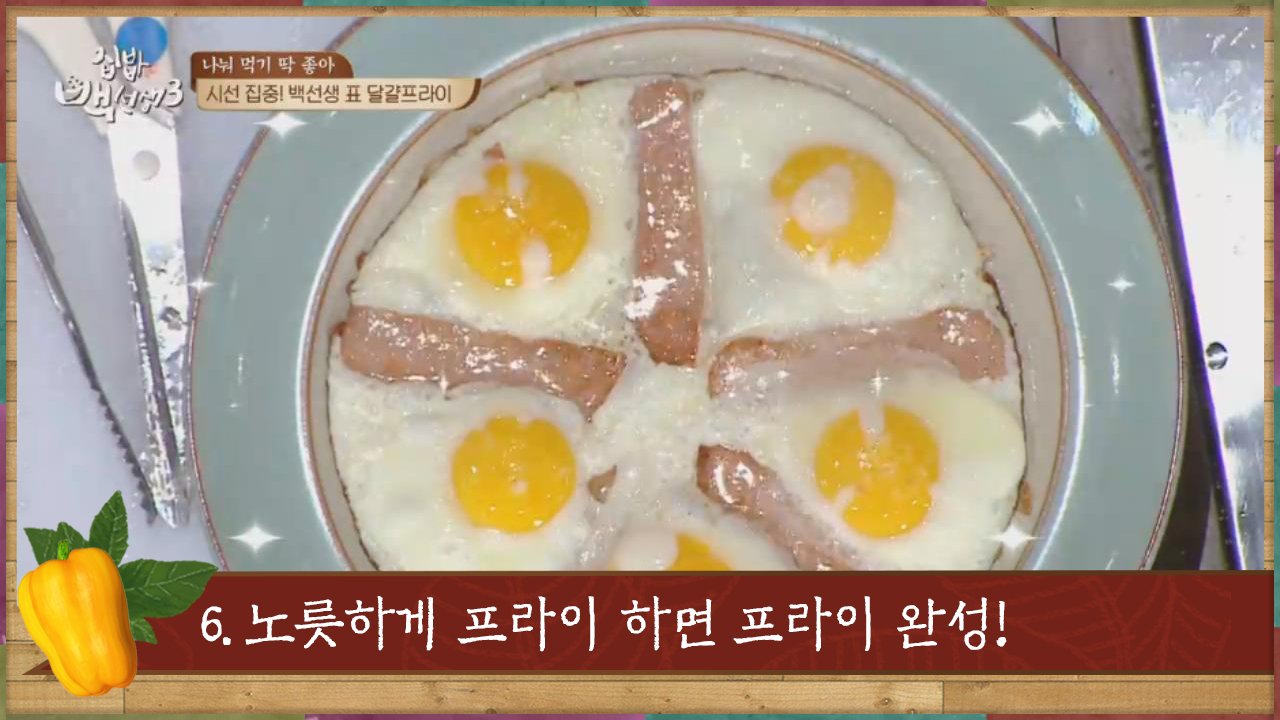 집밥
백선생3
나눠 먹기 딱 좋아
시선 집중! 백선생 표 달걀프라이
6. 노릇하게 프라이 하면 프라이 완성!